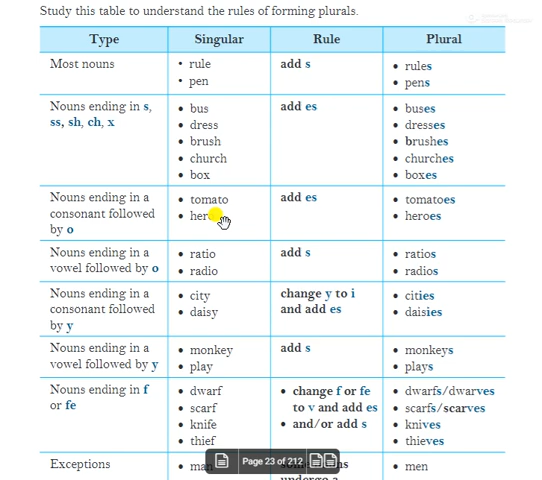 Study this table to understand the rules of forming plurals.
Type Singular Rule Plural
Most nouns • rule add s • rules
• pen • pens
Nouns ending in s, • bus add es • buses
ss, sh, ch, x • dress • dresses
• brush • brushes
• church • churches
• box • boxes
Nouns ending in a • tomato add es • tomatoes
consonant followed • hero • heroes
by o
Nouns ending in a • ratio add s • ratios
vowel followed by o • radio • radios
Nouns ending in a • city change y to i • cities
consonant followed • daisy and add es • daisies
by y
Nouns ending in a • monkey add s • monkeys
vowel followed by y • play • plays
Nouns ending in f • dwarf • change f or fe • dwarfs/dwarves
or fe • scarf to v and add es • scarfs/scarves
• knife • and/or add s • knives
• thief • thieves
Page 23 of 212
Exceptions • man • men
undergo a